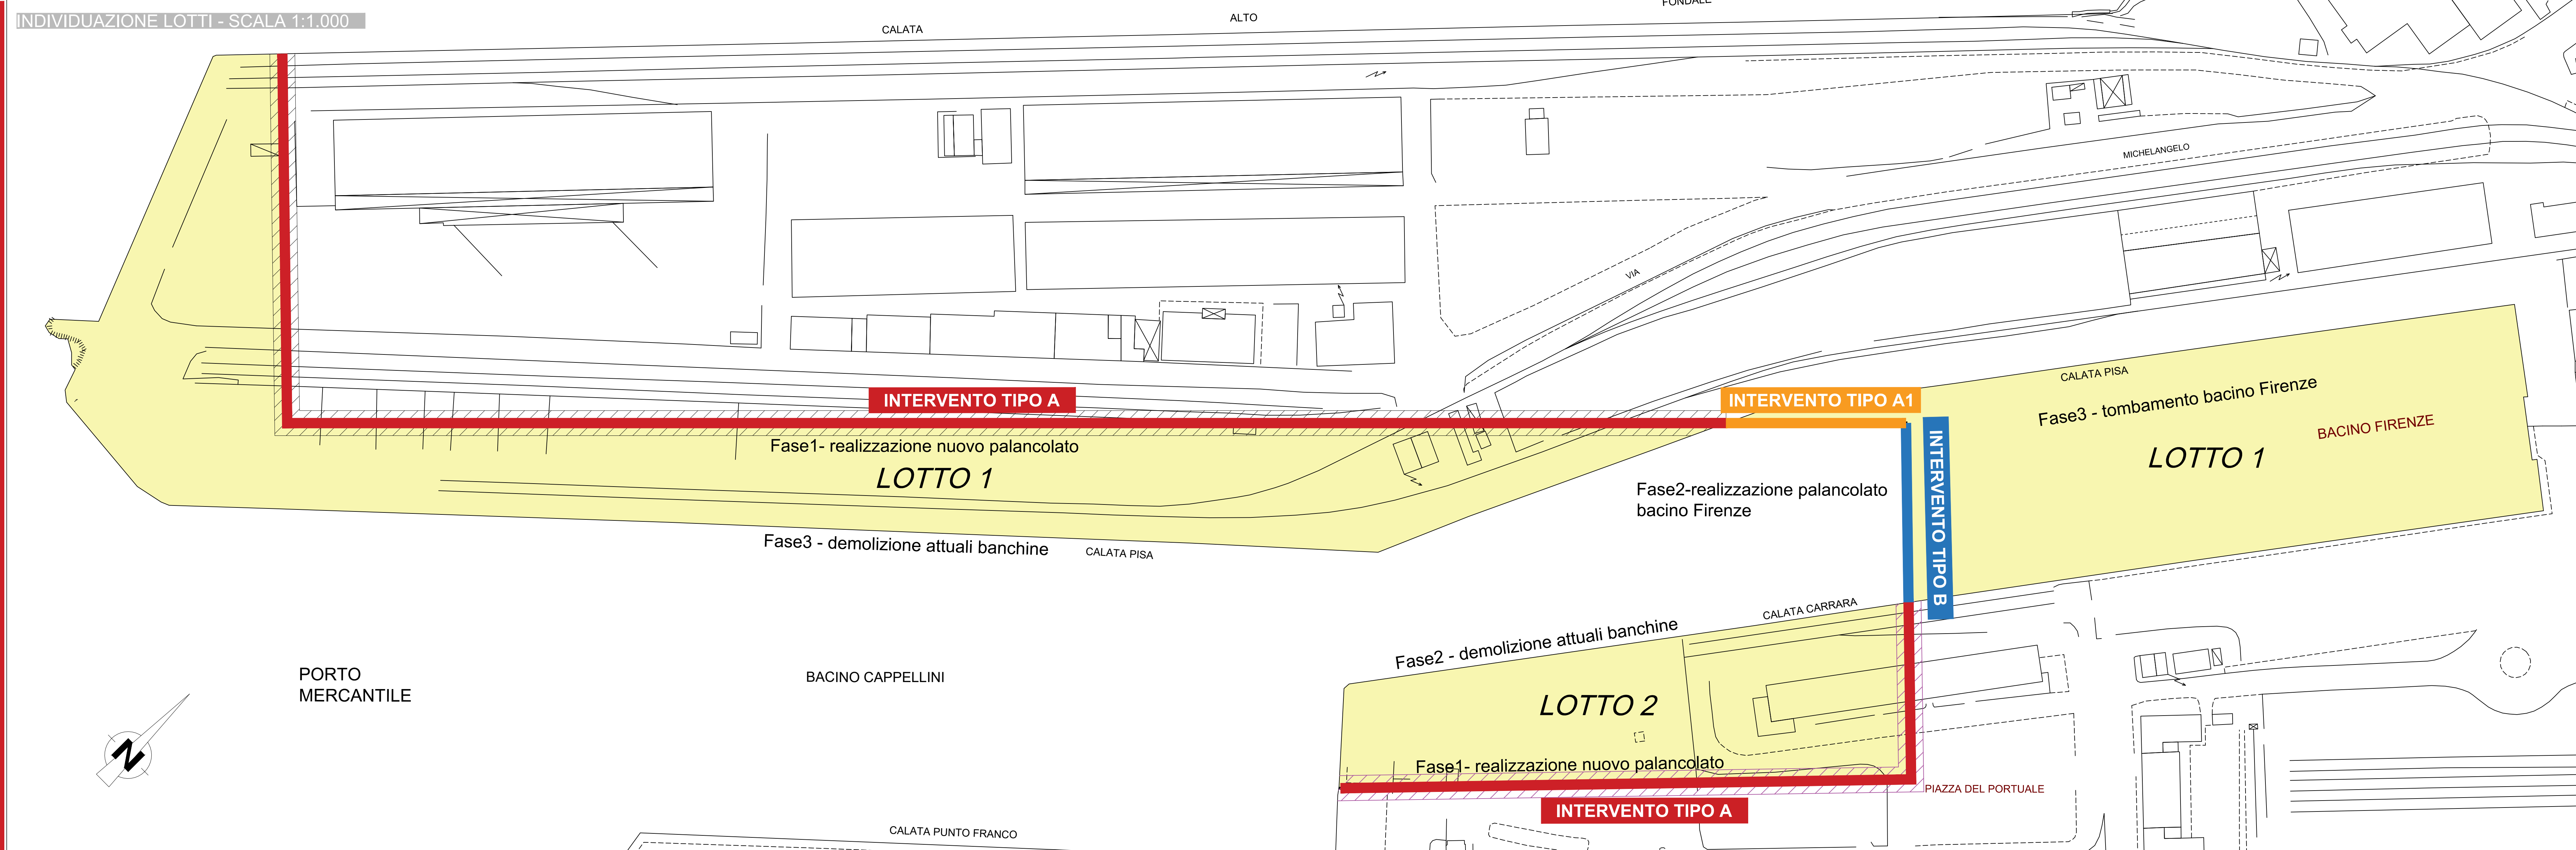 INDIVIDUAZIONE LOTTI - SCALA 1:1.000
CALATA
ALTO
FONDALE
MICHELANGELO
VIA
CALATA PISA
Fase3 - tombamento bacino Firenze
BACINO FIRENZE
LOTTO 1
INTERVENTO TIPO A
INTERVENTO TIPO A1
INTERVENTO TIPO B
Fase1- realizzazione nuovo palancolato
LOTTO 1
Fase2-realizzazione palancolato
bacino Firenze
Fase3 - demolizione attuali banchine
CALATA PISA
CALATA CARRARA
Fase2 - demolizione attuali banchine
PORTO
MERCANTILE
BACINO CAPPELLINI
LOTTO 2
N
Fase1- realizzazione nuovo palancolato
PIAZZA DEL PORTUALE
INTERVENTO TIPO A
CALATA PUNTO FRANCO